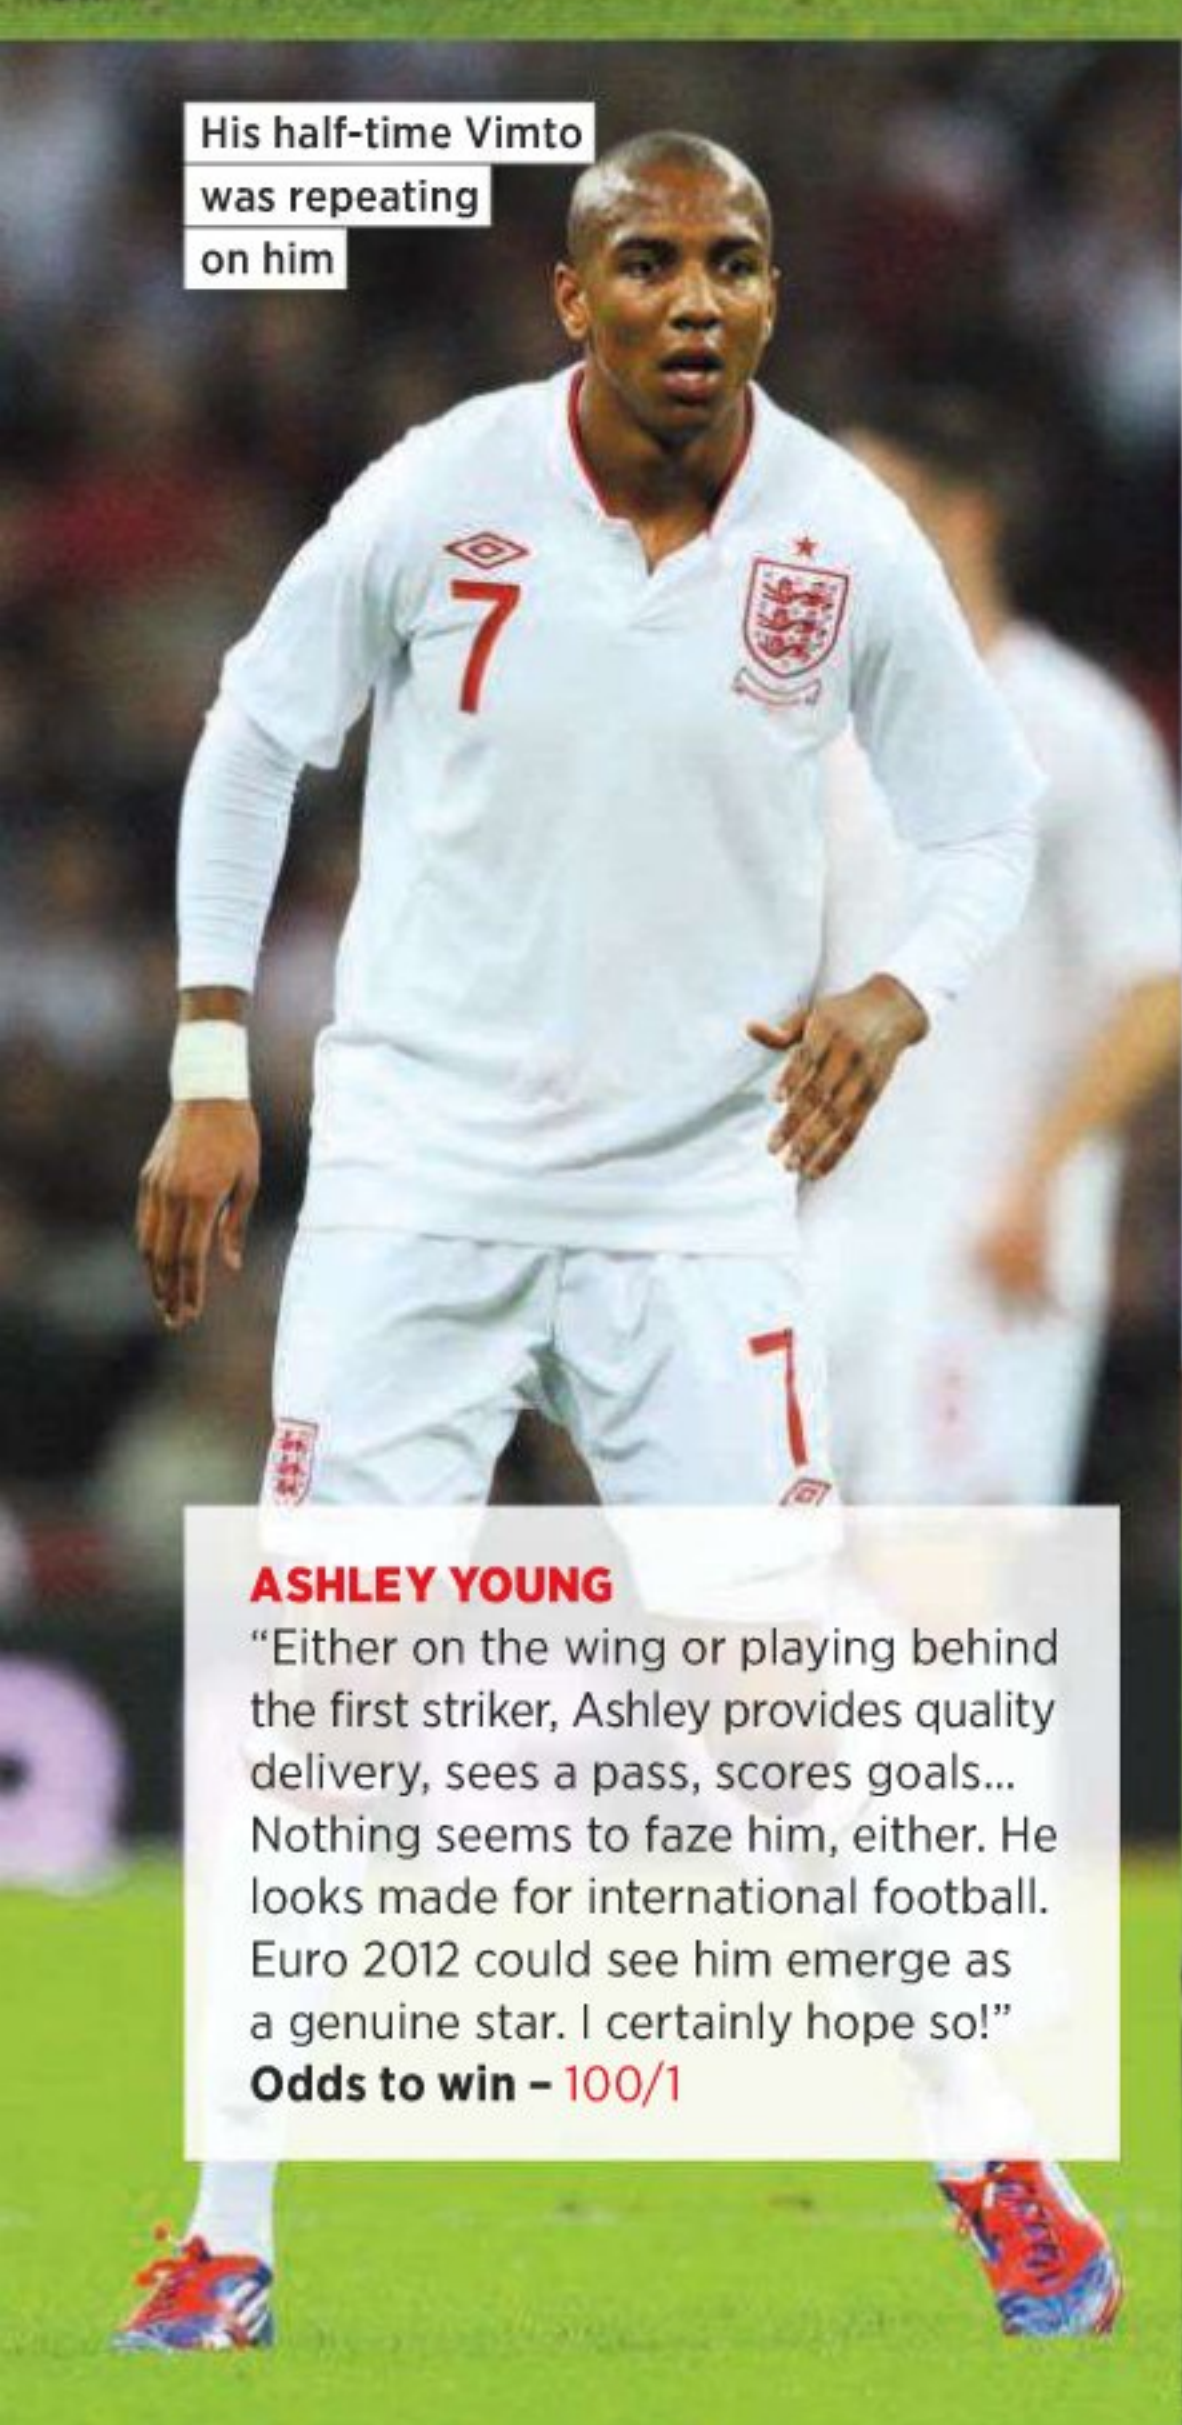 His half-time Vimto
was repeating
on him
7
7
ASHLEY YOUNG
“Either on the wing or playing behind
the first striker, Ashley provides quality
delivery, sees a pass, scores goals...
Nothing seems to faze him, either. He
looks made for international football.
Euro 2012 could see him emerge as
a genuine star. I certainly hope so!”
Odds to win – 100/1